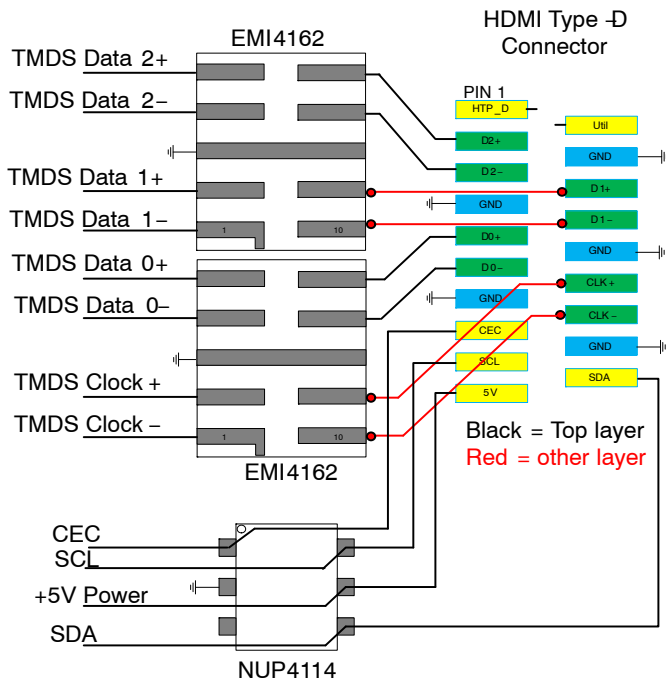 HDMI Type -D
Connector
EMI4162
TMDS Data 2+
TMDS Data 2−
TMDS Data 1+
TMDS Data 1−
1
10
TMDS Data 0+
TMDS Data 0−
TMDS Clock +
TMDS Clock −
1
10
EMI4162
PIN 1
HTP_D
D2+
D2−
GND
D0+
D0−
GND
CEC
SCL
5V
Util
GND
D1+
D1−
GND
CLK+
CLK−
GND
SDA
Black = Top layer
Red = other layer
CEC
SCL
+5V Power
SDA
NUP4114